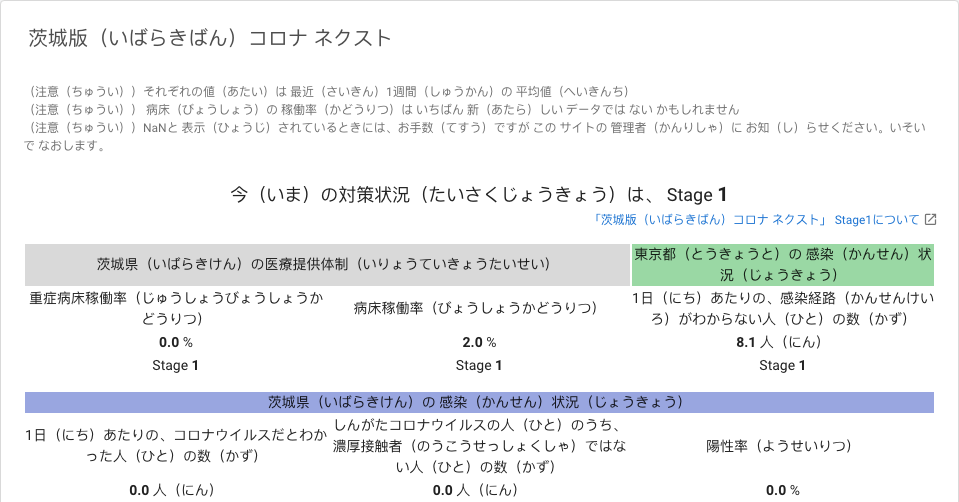 茨城版（いばらきばん）コロナ ネクスト
（注意（ちゅうい））それぞれの値（あたい）は 最近（さいきん）1週間（しゅうかん）の 平均値（へいきんち）
（注意（ちゅうい）） 病床（びょうしょう）の 稼働率（かどうりつ）は いちばん 新（あたら）しい データでは ない かもしれません
（注意（ちゅうい））NaNと 表示（ひょうじ）されているときには、お手数（てすう）ですが この サイトの 管理者（かんりしゃ）に お知（し）らせください。いそい
で なおします。
今（いま）の対策状況（たいさくじょうきょう）は、 Stage 1
「茨城版（いばらきばん）コロナ ネクスト」 Stage1について
茨城県（いばらきけん）の医療提供体制（いりょうていきょうたいせい）
東京都（とうきょうと）の 感染（かんせん）状
況（じょうきょう）
重症病床稼働率（じゅうしょうびょうしょうか
どうりつ）
病床稼働率（びょうしょうかどうりつ）
1日（にち）あたりの、感染経路（かんせんけい
ろ）がわからない人（ひと）の数（かず）
0.0 %
2.0 %
8.1 人（にん）
Stage 1
Stage 1
Stage 1
茨城県（いばらきけん）の 感染（かんせん）状況（じょうきょう）
1日（にち）あたりの、コロナウイルスだとわか
った人（ひと）の数（かず）
しんがたコロナウイルスの人（ひと）のうち、
濃厚接触者（のうこうせっしょくしゃ）ではな
い人（ひと）の数（かず）
陽性率（ようせいりつ）
0.0 人（にん）
0.0 人（にん）
0.0 %